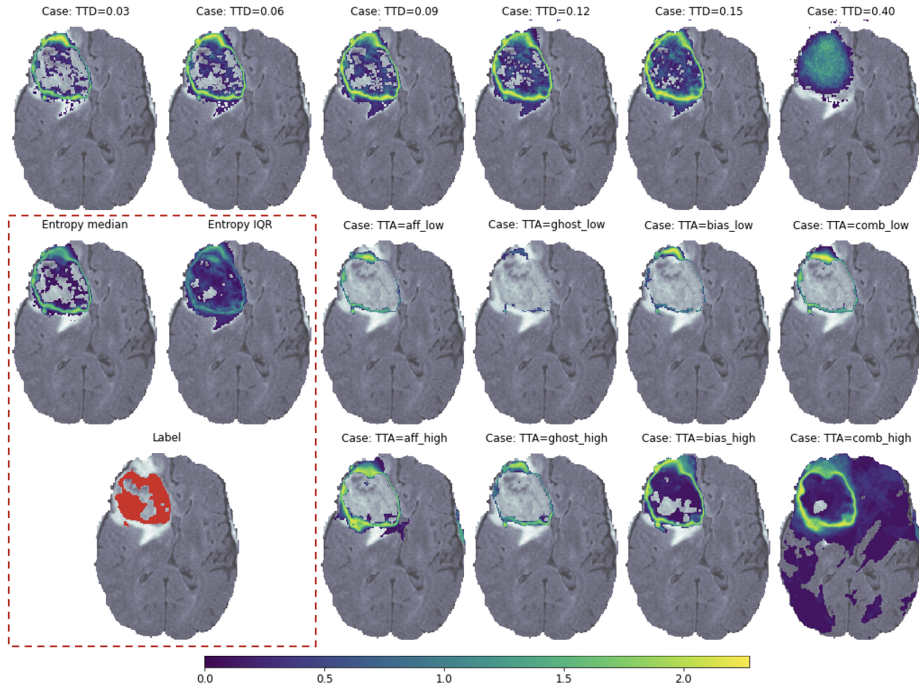 Case: TTD=0.03
Case: TTD=0.06
Case: TTD=0.09
Case: TTD=0.12
Case: TTD=0.15
Case: TTD=0.40
Entropy median
Entropy IQR
Case: TTA=aff_low
Case: TTA=ghost_low
Case: TTA=bias_low
Case: TTA=comb_low
Label
Case: TTA=aff_high
Case: TTA=ghost_high
Case: TTA=bias_high
Case: TTA=comb_high
0.0
0.5
1.0
1.5
2.0